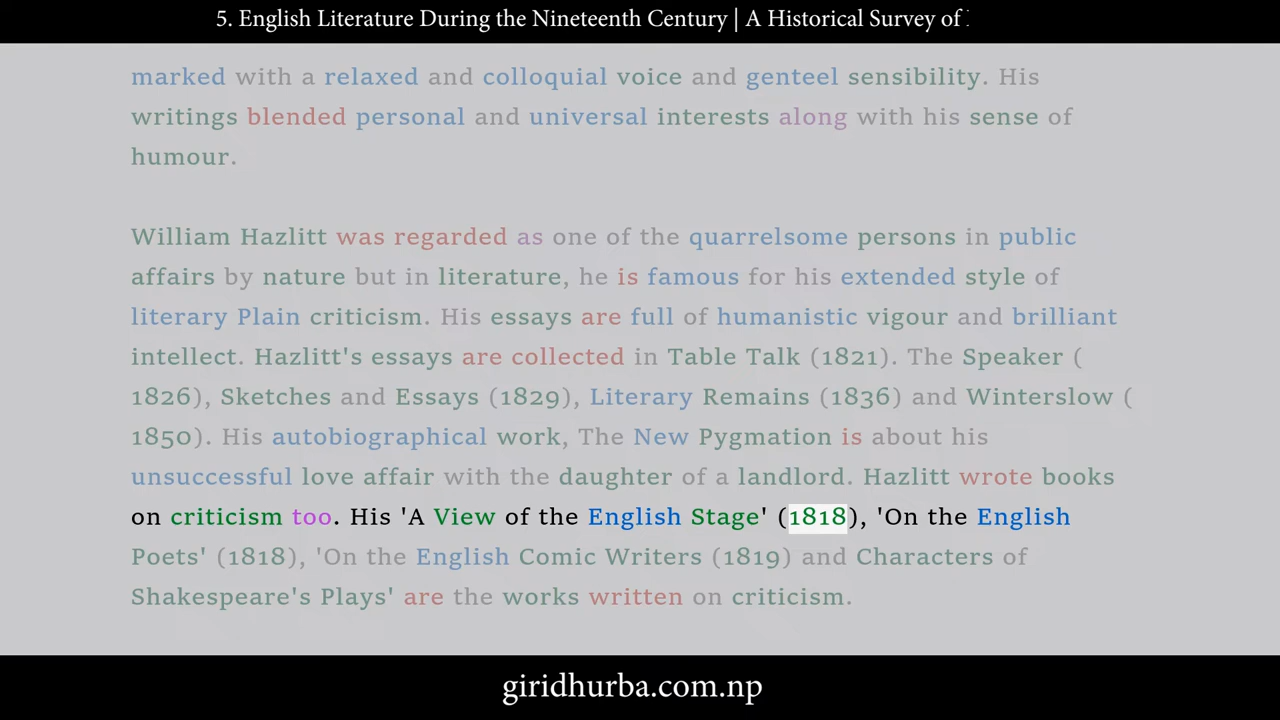 5. English Literature During the Nineteenth Century | A Historical Survey of
marked with a relaxed and colloquial voice and genteel sensibility. His
writings blended personal and universal interests along with his sense of
humour.
William Hazlitt was regarded as one of the quarrelsome persons in public
affairs by nature but in literature, he is famous for his extended style of
literary Plain criticism. His essays are full of humanistic vigour and brilliant
intellect. Hazlitt's essays are collected in Table Talk (1821). The Speaker (
1826), Sketches and Essays (1829), Literary Remains (1836) and Winterslow (
1850). His autobiographical work, The New Pygmation is about his
unsuccessful love affair with the daughter of a landlord. Hazlitt wrote books
on criticism too. His 'A View of the English Stage' (1818), 'On the English
Poets' (1818), 'On the English Comic Writers (1819) and Characters of
Shakespeare's Plays' are the works written on criticism.
giridhurba.com.np